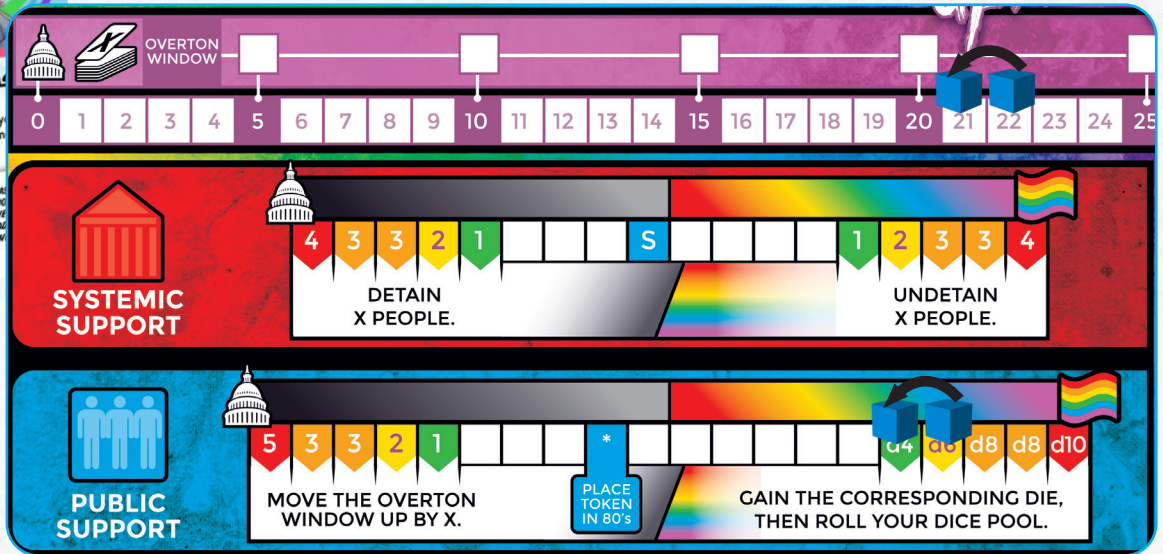 X
OVERTON
WINDOW
0 1 2 3 4 5 6 7 8 9 10 11 12 13 14 15 16 17 18 19 20 21 22 23 24 25
SYSTEMIC
SUPPORT
4 3 3 2 1 S 1 2 3 3 4
DETAIN
X PEOPLE.
UNDETAIN
X PEOPLE.
PUBLIC
SUPPORT
5 3 3 2 1 * d4 d6 d8 d8 d10
MOVE THE OVERTON
WINDOW UP BY X.
PLACE
TOKEN
IN 80's
GAIN THE CORRESPONDING DIE,
THEN ROLL YOUR DICE POOL.